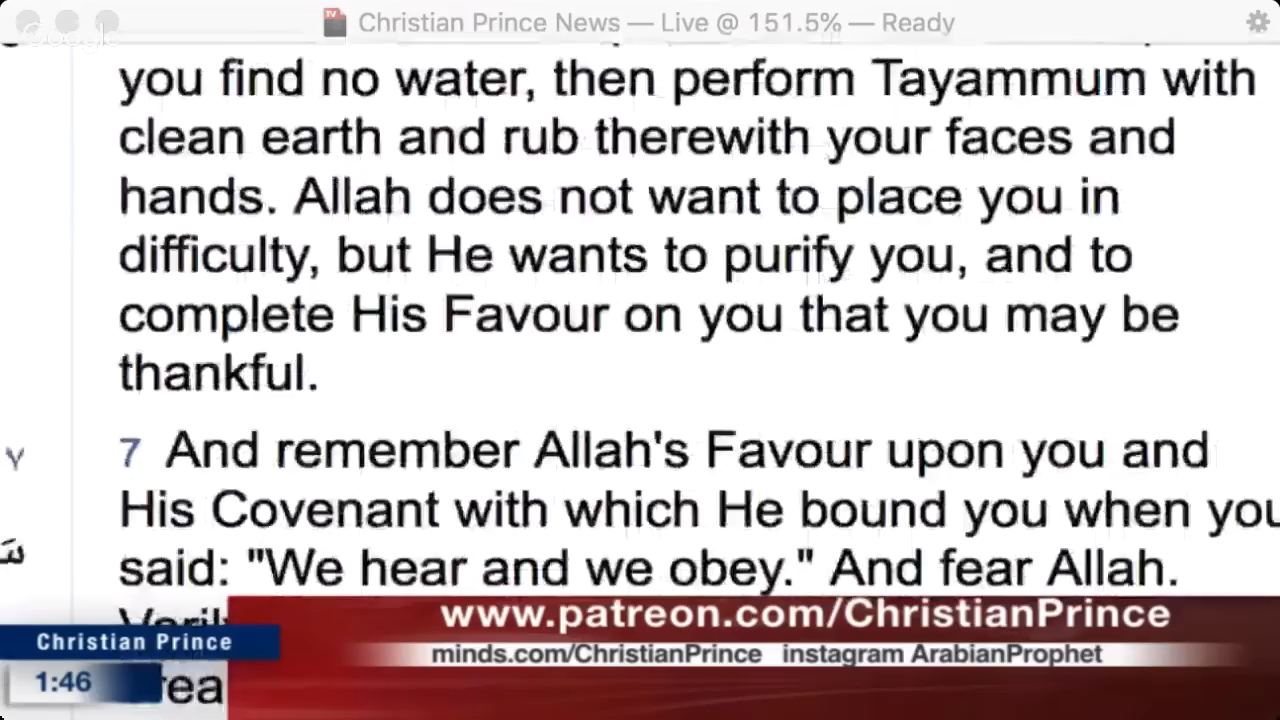 Christian Prince News — Live @ 151.5% — Ready
Google
you find no water, then perform Tayammum with
clean earth and rub therewith your faces and
hands. Allah does not want to place you in
difficulty, but He wants to purify you, and to
complete His Favour on you that you may be
thankful.
٧
7 And remember Allah's Favour upon you and
His Covenant with which He bound you when you
said: "We hear and we obey." And fear Allah.
www.patreon.com/ChristianPrince
Christian Prince
minds.com/ChristianPrince instagram ArabianProphet
1:46